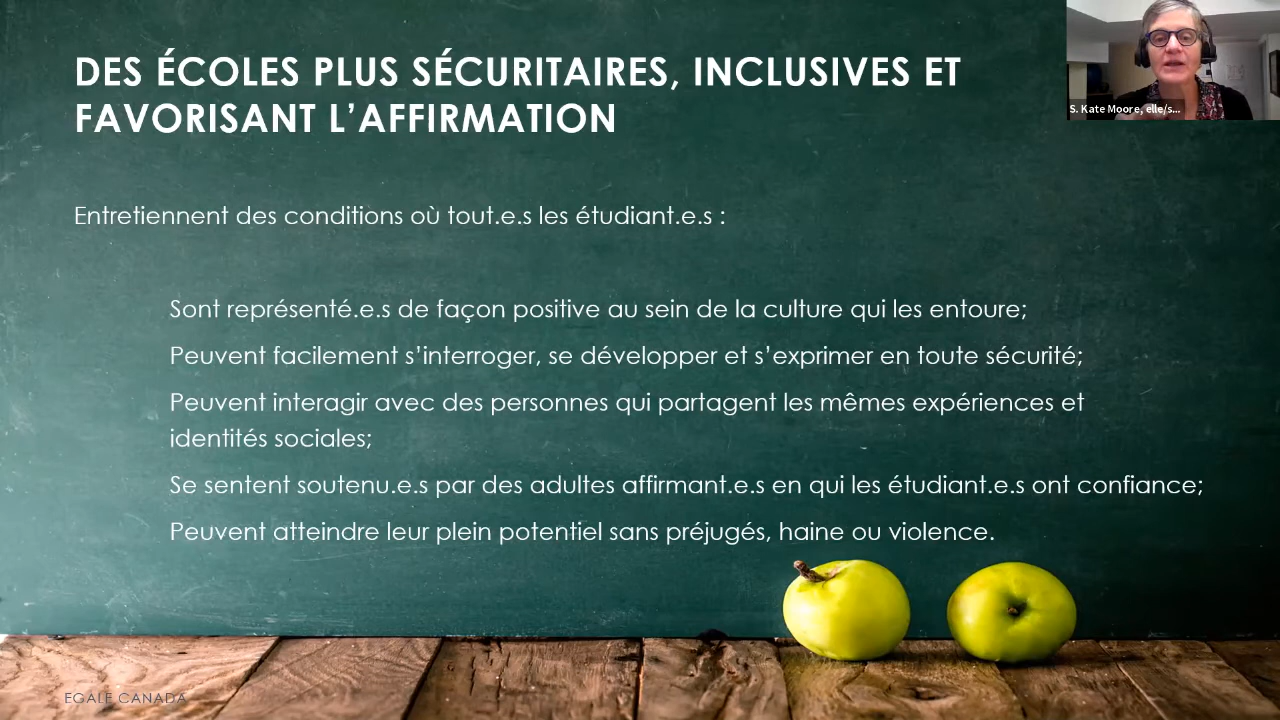 DES ÉCOLES PLUS SÉCURITAIRES, INCLUSIVES ET
FAVORISANT L’AFFIRMATION
S. Kate Moore, elle/s...
Entretiennent des conditions où tout.e.s les étudiant.e.s :
Sont représenté.e.s de façon positive au sein de la culture qui les entoure;
Peuvent facilement s’interroger, se développer et s’exprimer en toute sécurité;
Peuvent interagir avec des personnes qui partagent les mêmes expériences et
identités sociales;
Se sentent soutenu.e.s par des adultes affirmant.e.s en qui les étudiant.e.s ont confiance;
Peuvent atteindre leur plein potentiel sans préjugés, haine ou violence.
EGALE CANADA